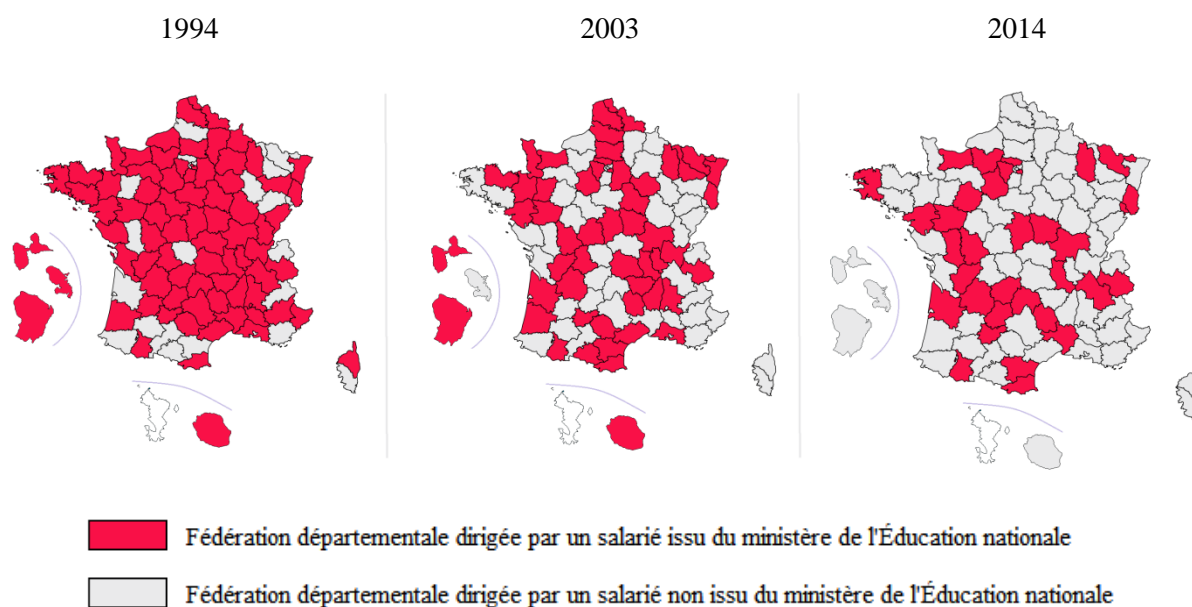 1994 2003 2014
Fédération départementale dirigée par un salarié issu du ministère de l'Éducation nationale
Fédération départementale dirigée par un salarié non issu du ministère de l'Éducation nationale